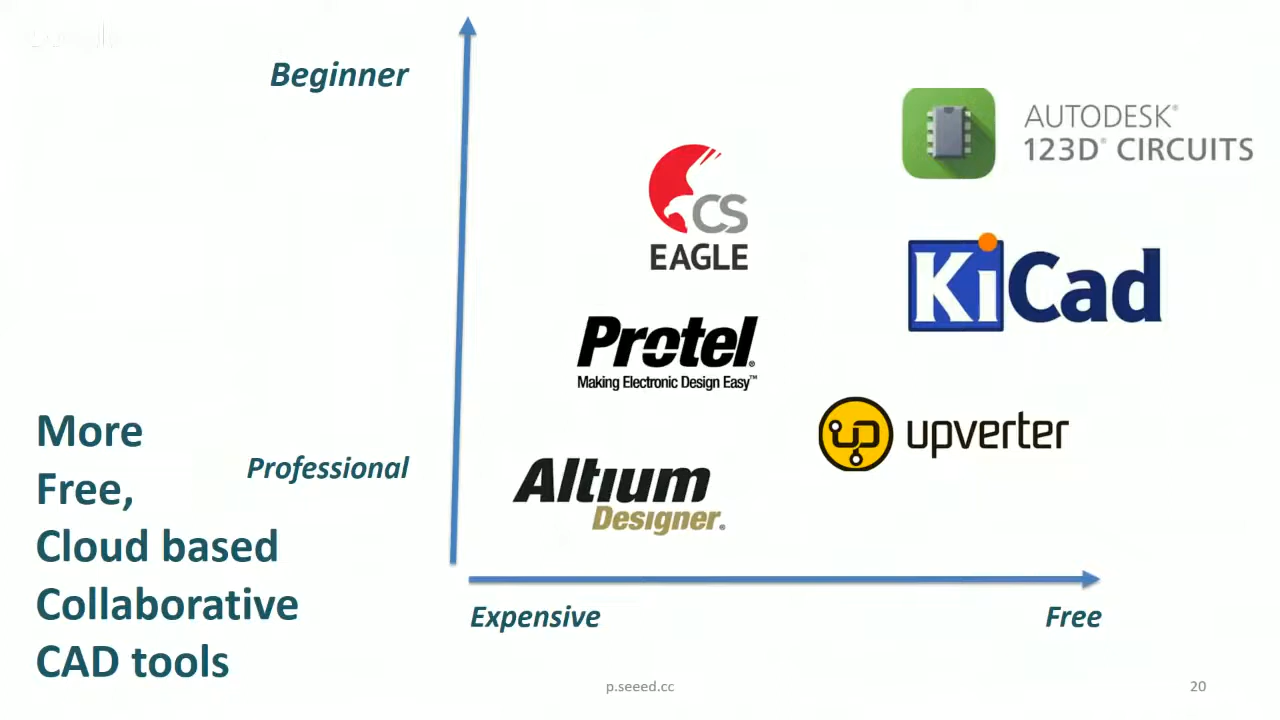 Beginner
AUTODESK®
123D® CIRCUITS
CS
EAGLE
KiCad
Protel®
Making Electronic Design Easy™
More
Free,
Cloud based
Collaborative
CAD tools
Professional
upverter
Altium
Designer®
Expensive
Free
p.seeed.cc
20